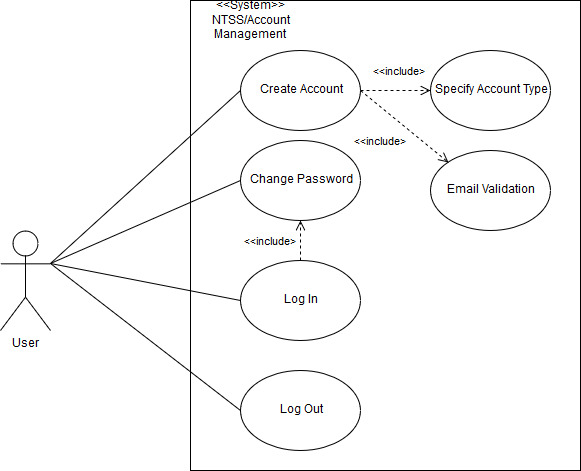 <<System>>
NTSS/Account
Management
Create Account
<<include>>
Specify Account Type
<<include>>
Change Password
Email Validation
<<include>>
Log In
User
Log Out